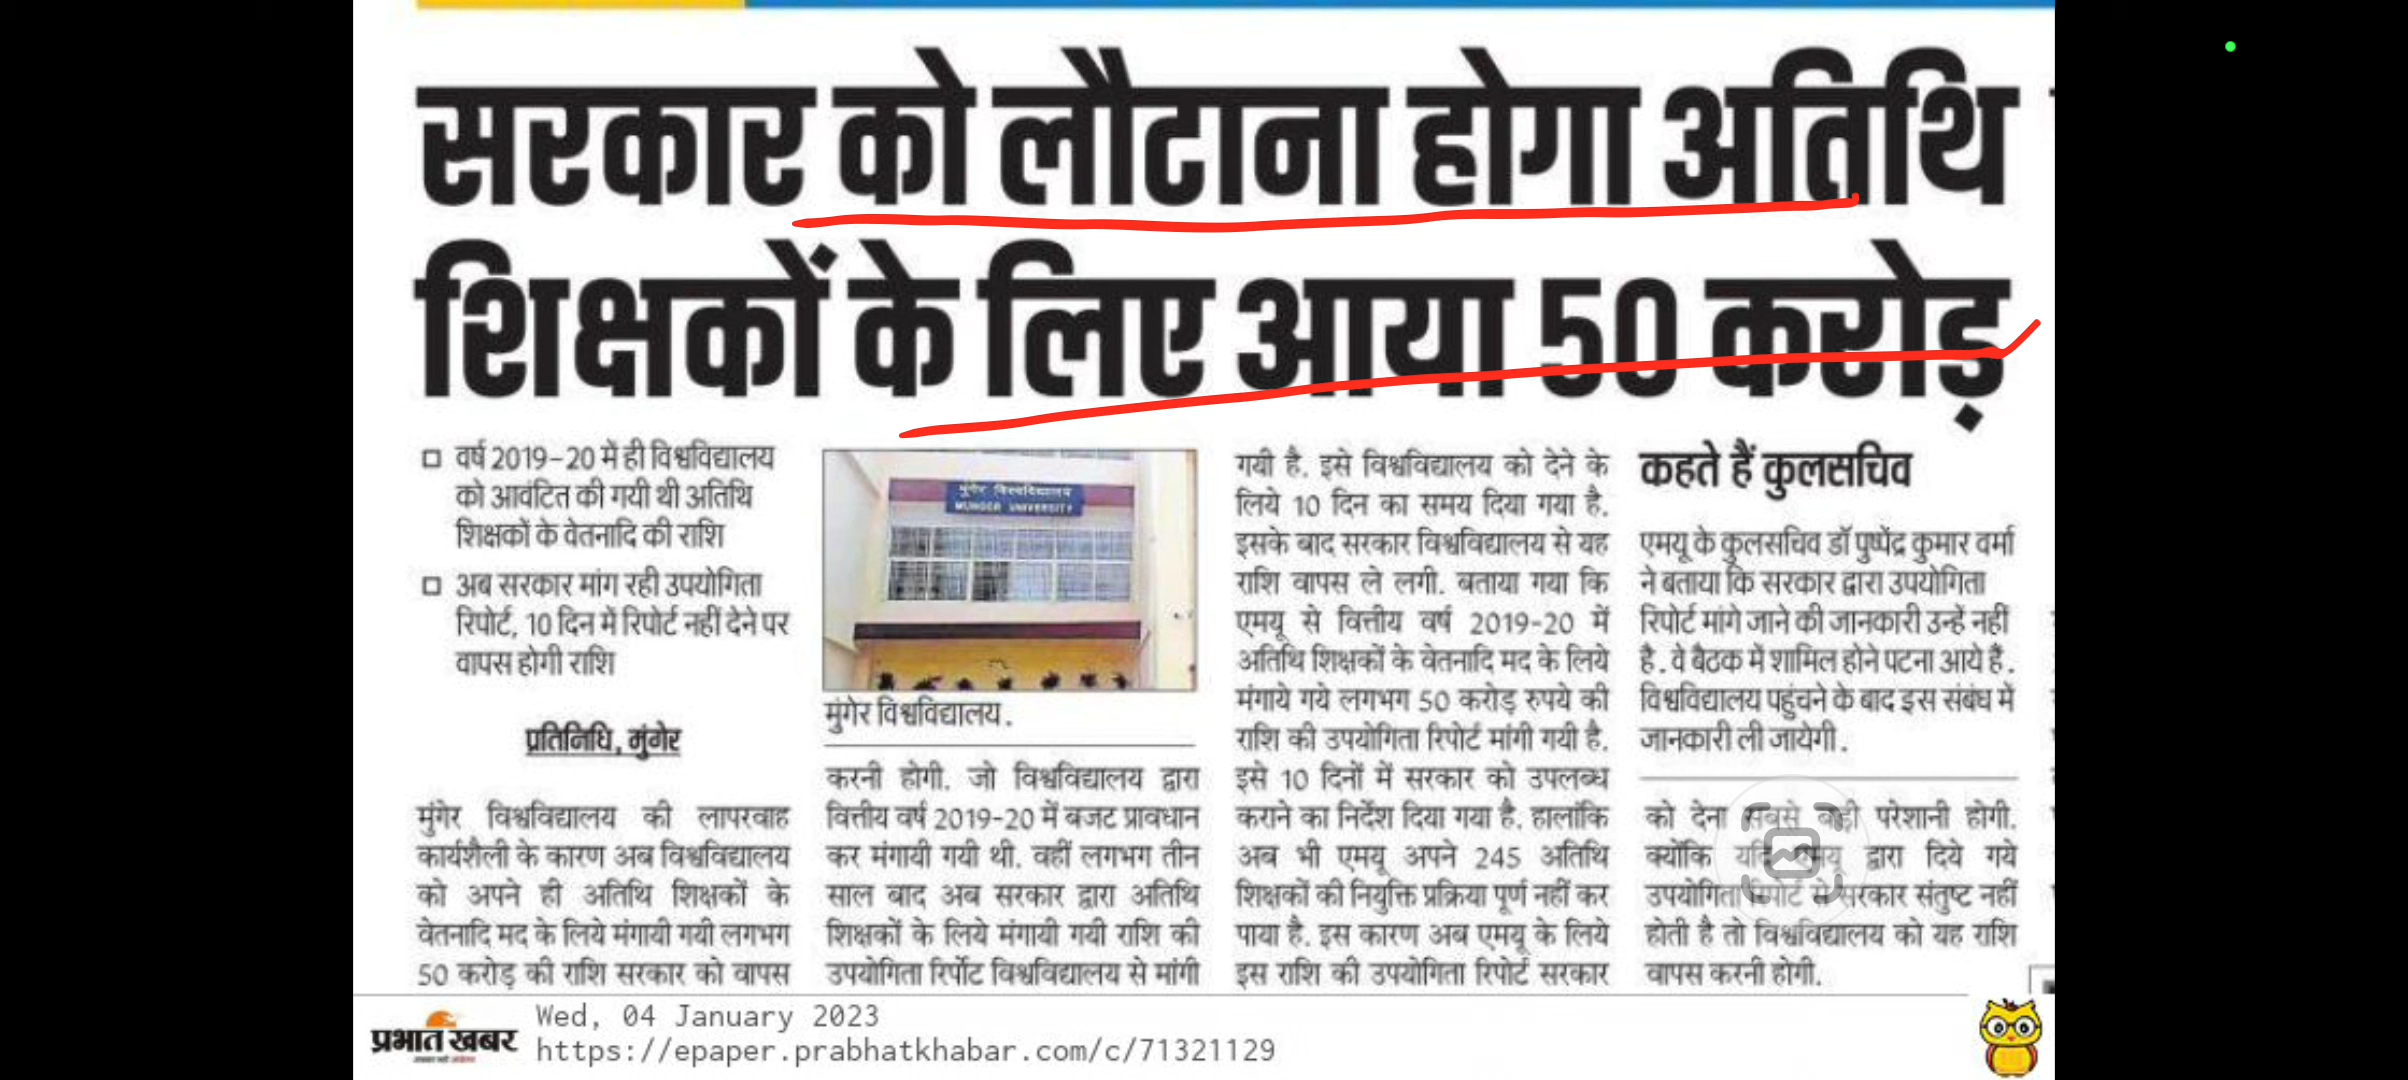 सरकार को लौटाना होगा अतिथि
शिक्षकों के लिए आया 50 करोड़
वर्ष 2019-20 में ही विश्वविद्यालय
को आवंटित की गयी थी अतिथि
शिक्षकों के वेतनादि की राशि
अब सरकार मांग रही उपयोगिता
रिपोर्ट, 10 दिन में रिपोर्ट नहीं देने पर
वापस होगी राशि
प्रतिनिधि, मुंगेर
मुंगेर विश्वविद्यालय की लापरवाह
कार्यशैली के कारण अब विश्वविद्यालय
को अपने ही अतिथि शिक्षकों के
वेतनादि मद के लिये मंगायी गयी लगभग
50 करोड़ की राशि सरकार को वापस
मुंगेर विश्वविद्यालय
MUNGER UNIVERSITY
मुंगेर विश्वविद्यालय.
करनी होगी. जो विश्वविद्यालय द्वारा
वित्तीय वर्ष 2019-20 में बजट प्रावधान
कर मंगायी गयी थी. वहीं लगभग तीन
साल बाद अब सरकार द्वारा अतिथि
शिक्षकों के लिये मंगायी गयी राशि की
उपयोगिता रिर्पोट विश्वविद्यालय से मांगी
गयी है. इसे विश्वविद्यालय को देने के
लिये 10 दिन का समय दिया गया है.
इसके बाद सरकार विश्वविद्यालय से यह
राशि वापस ले लगी. बताया गया कि
एमयू से वित्तीय वर्ष 2019-20 में
अतिथि शिक्षकों के वेतनादि मद के लिये
मंगाये गये लगभग 50 करोड़ रुपये की
राशि की उपयोगिता रिपोर्ट मांगी गयी है.
इसे 10 दिनों में सरकार को उपलब्ध
कराने का निर्देश दिया गया है. हालांकि
अब भी एमयू अपने 245 अतिथि
शिक्षकों की नियुक्ति प्रक्रिया पूर्ण नहीं कर
पाया है. इस कारण अब एमयू के लिये
इस राशि की उपयोगिता रिपोर्ट सरकार
कहते हैं कुलसचिव
एमयू के कुलसचिव डॉ पुष्पेंद्र कुमार वर्मा
ने बताया कि सरकार द्वारा उपयोगिता
रिपोर्ट मांगे जाने की जानकारी उन्हें नहीं
है. वे बैठक में शामिल होने पटना आये हैं.
विश्वविद्यालय पहुंचने के बाद इस संबंध में
जानकारी ली जायेगी.
को देना सबसे बड़ी परेशानी होगी.
क्योंकि यदि एमयू द्वारा दिये गये
उपयोगिता रिपोर्ट से सरकार संतुष्ट नहीं
होती है तो विश्वविद्यालय को यह राशि
वापस करनी होगी.
प्रभात खबर
Wed, 04 January 2023
https://epaper.prabhatkhabar.com/c/71321129